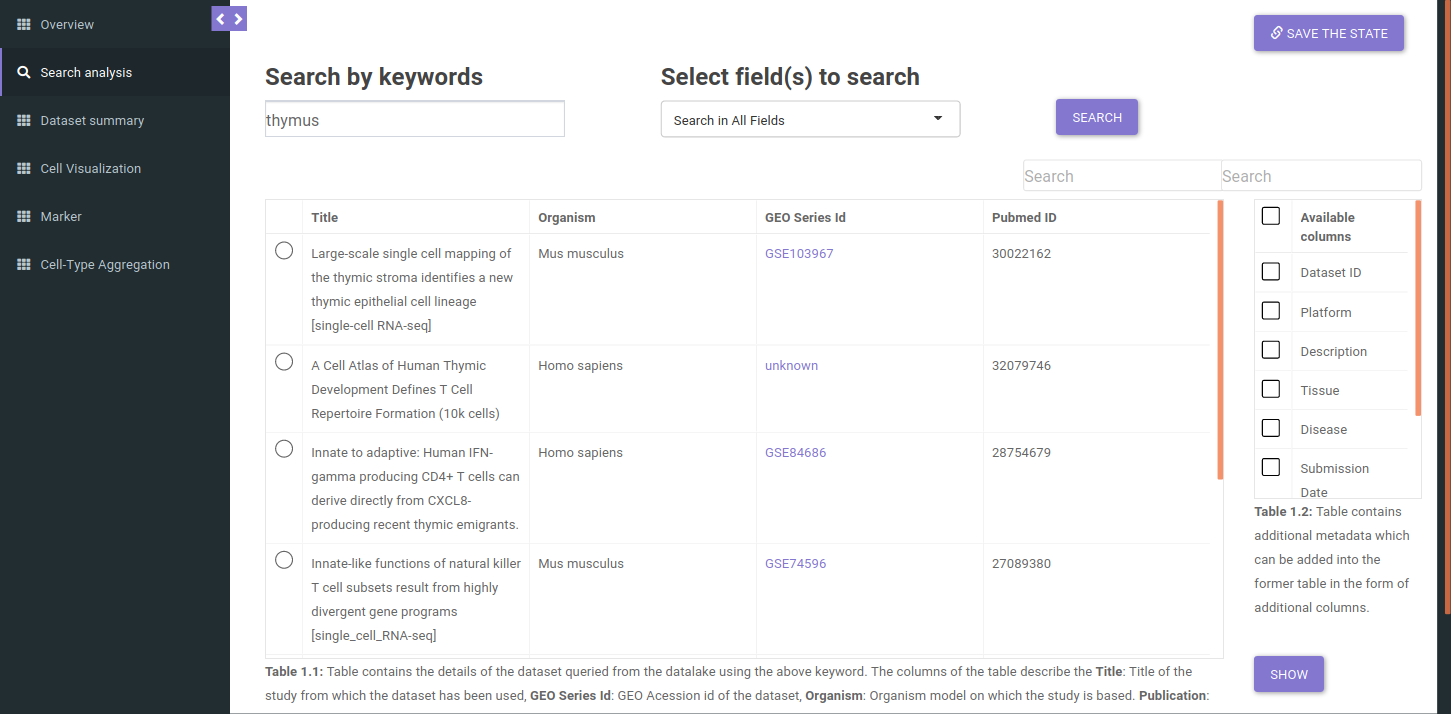 Overview
Search analysis
Dataset summary
Cell Visualization
Marker
Cell-Type Aggregation
SAVE THE STATE
Search by keywords
Select field(s) to search
thymus
Search in All Fields
SEARCH
Search
Search
Title
Organism
GEO Series Id
Pubmed ID
Large-scale single cell mapping of
the thymic stroma identifies a new
thymic epithelial cell lineage
[single-cell RNA-seq]
Mus musculus
GSE103967
30022162
A Cell Atlas of Human Thymic
Development Defines T Cell
Repertoire Formation (10k cells)
Homo sapiens
unknown
32079746
Innate to adaptive: Human IFN-
gamma producing CD4+ T cells can
derive directly from CXCL8-
producing recent thymic emigrants.
Homo sapiens
GSE84686
28754679
Innate-like functions of natural killer
T cell subsets result from highly
divergent gene programs
[single_cell_RNA-seq]
Mus musculus
GSE74596
27089380
Table 1.1: Table contains the details of the dataset queried from the datalake using the above keyword. The columns of the table describe the Title: Title of the
study from which the dataset has been used, GEO Series Id: GEO Acession id of the dataset, Organism: Organism model on which the study is based. Publication:
Available
columns
Dataset ID
Platform
Description
Tissue
Disease
Submission
Date
Table 1.2: Table contains
additional metadata which
can be added into the
former table in the form of
additional columns.
SHOW